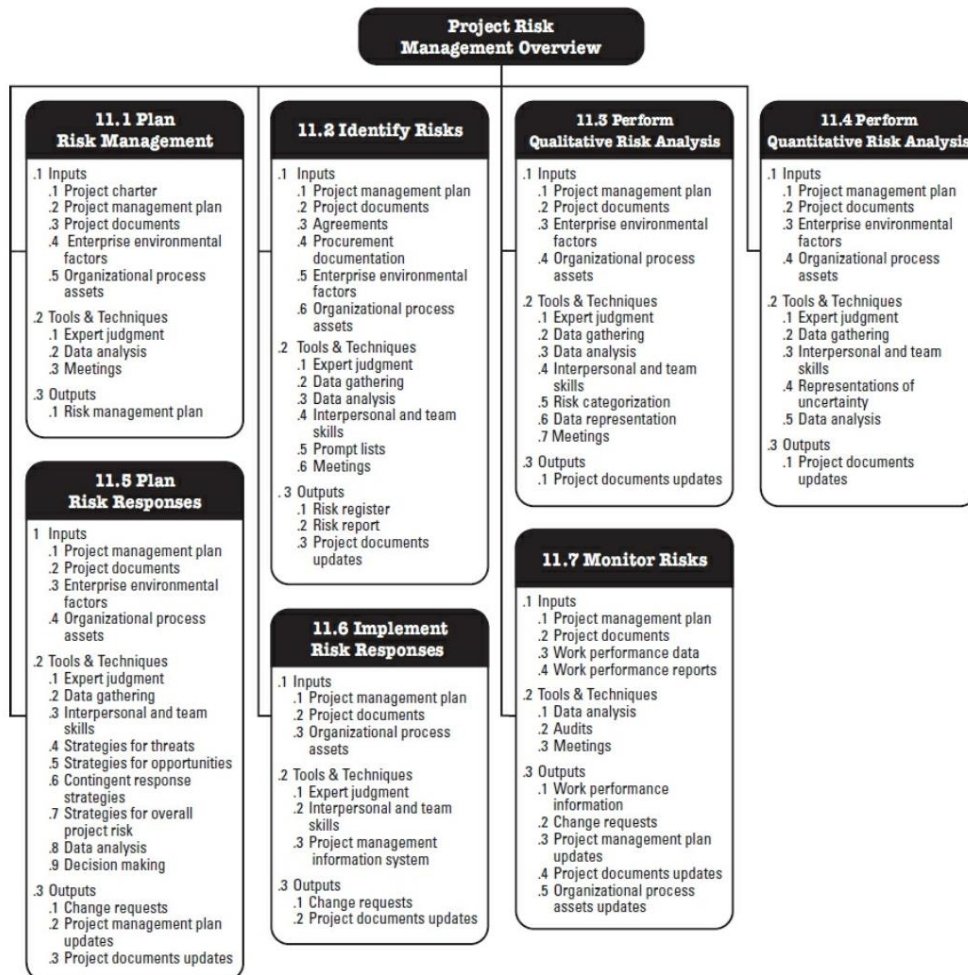 Project Risk
Management Overview
11.1 Plan
Risk Management
.1 Inputs
.1 Project charter
.2 Project management plan
.3 Project documents
.4 Enterprise environmental
factors
.5 Organizational process
assets
.2 Tools & Techniques
.1 Expert judgment
.2 Data analysis
.3 Meetings
.3 Outputs
.1 Risk management plan
11.2 Identify Risks
.1 Inputs
.1 Project management plan
.2 Project documents
.3 Agreements
.4 Procurement
documentation
.5 Enterprise environmental
factors
.6 Organizational process
assets
.2 Tools & Techniques
.1 Expert judgment
.2 Data gathering
.3 Data analysis
.4 Interpersonal and team
skills
.5 Prompt lists
.6 Meetings
.3 Outputs
.1 Risk register
.2 Risk report
.3 Project documents
updates
11.3 Perform
Qualitative Risk Analysis
.1 Inputs
.1 Project management plan
.2 Project documents
.3 Enterprise environmental
factors
.4 Organizational process
assets
.2 Tools & Techniques
.1 Expert judgment
.2 Data gathering
.3 Data analysis
.4 Interpersonal and team
skills
.5 Risk categorization
.6 Data representation
.7 Meetings
.3 Outputs
.1 Project documents updates
11.4 Perform
Quantitative Risk Analysis
.1 Inputs
.1 Project management plan
.2 Project documents
.3 Enterprise environmental
factors
.4 Organizational process
assets
.2 Tools & Techniques
.1 Expert judgment
.2 Data gathering
.3 Interpersonal and team
skills
.4 Representations of
uncertainty
.5 Data analysis
.3 Outputs
.1 Project documents
updates
11.5 Plan
Risk Responses
1 Inputs
.1 Project management plan
.2 Project documents
.3 Enterprise environmental
factors
.4 Organizational process
assets
.2 Tools & Techniques
.1 Expert judgment
.2 Data gathering
.3 Interpersonal and team
skills
.4 Strategies for threats
.5 Strategies for opportunities
.6 Contingent response
strategies
.7 Strategies for overall
project risk
.8 Data analysis
.9 Decision making
.3 Outputs
.1 Change requests
.2 Project management plan
updates
.3 Project documents updates
11.6 Implement
Risk Responses
.1 Inputs
.1 Project management plan
.2 Project documents
.3 Organizational process
assets
.2 Tools & Techniques
.1 Expert judgment
.2 Interpersonal and team
skills
.3 Project management
information system
.3 Outputs
.1 Change requests
.2 Project documents updates
11.7 Monitor Risks
.1 Inputs
.1 Project management plan
.2 Project documents
.3 Work performance data
.4 Work performance reports
.2 Tools & Techniques
.1 Data analysis
.2 Audits
.3 Meetings
.3 Outputs
.1 Work performance
information
.2 Change requests
.3 Project management plan
updates
.4 Project documents updates
.5 Organizational process
assets updates